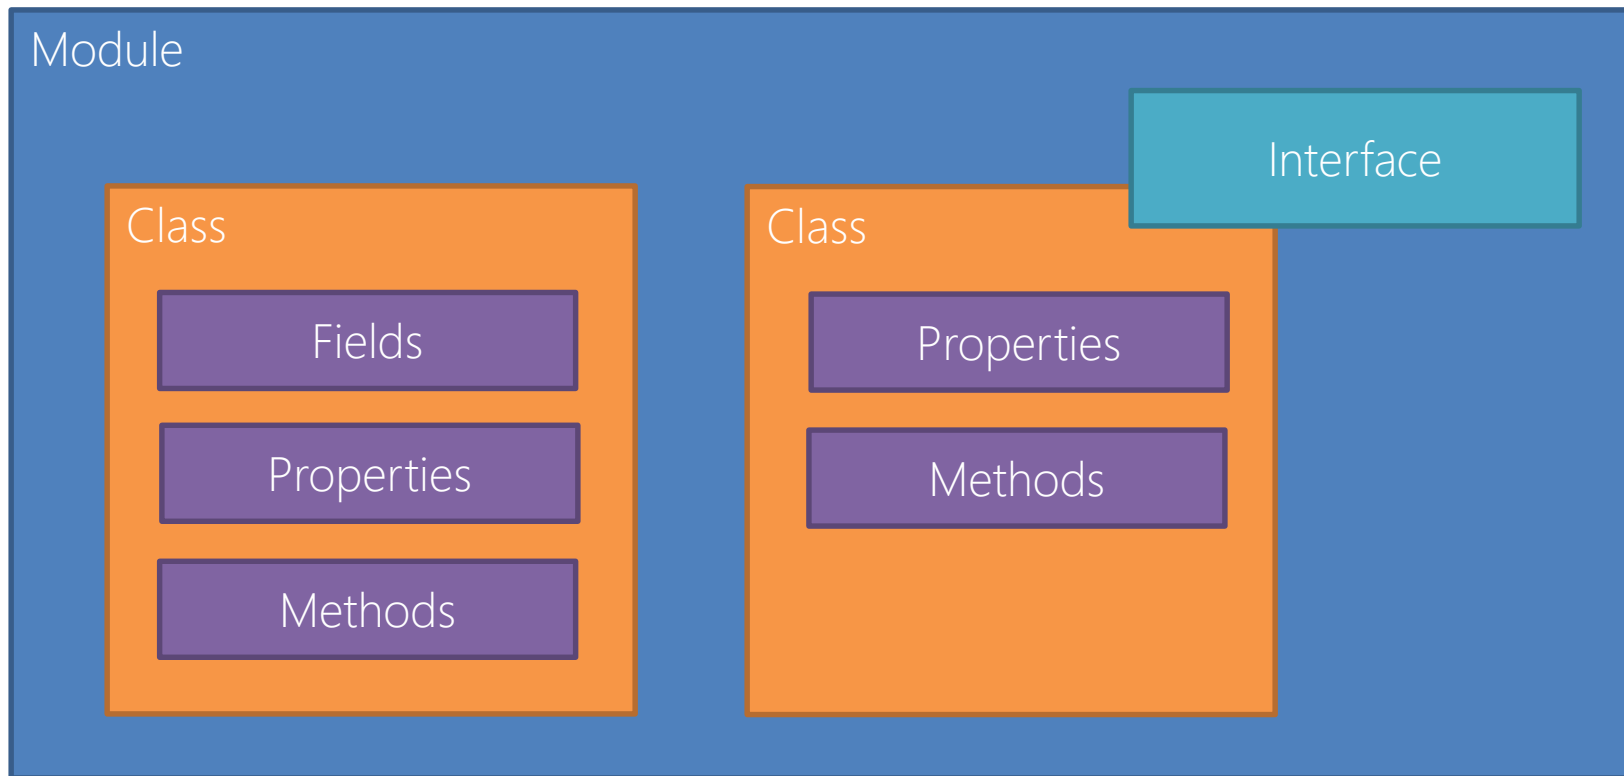 Module
Interface
Class
Fields
Properties
Methods
Class
Properties
Methods